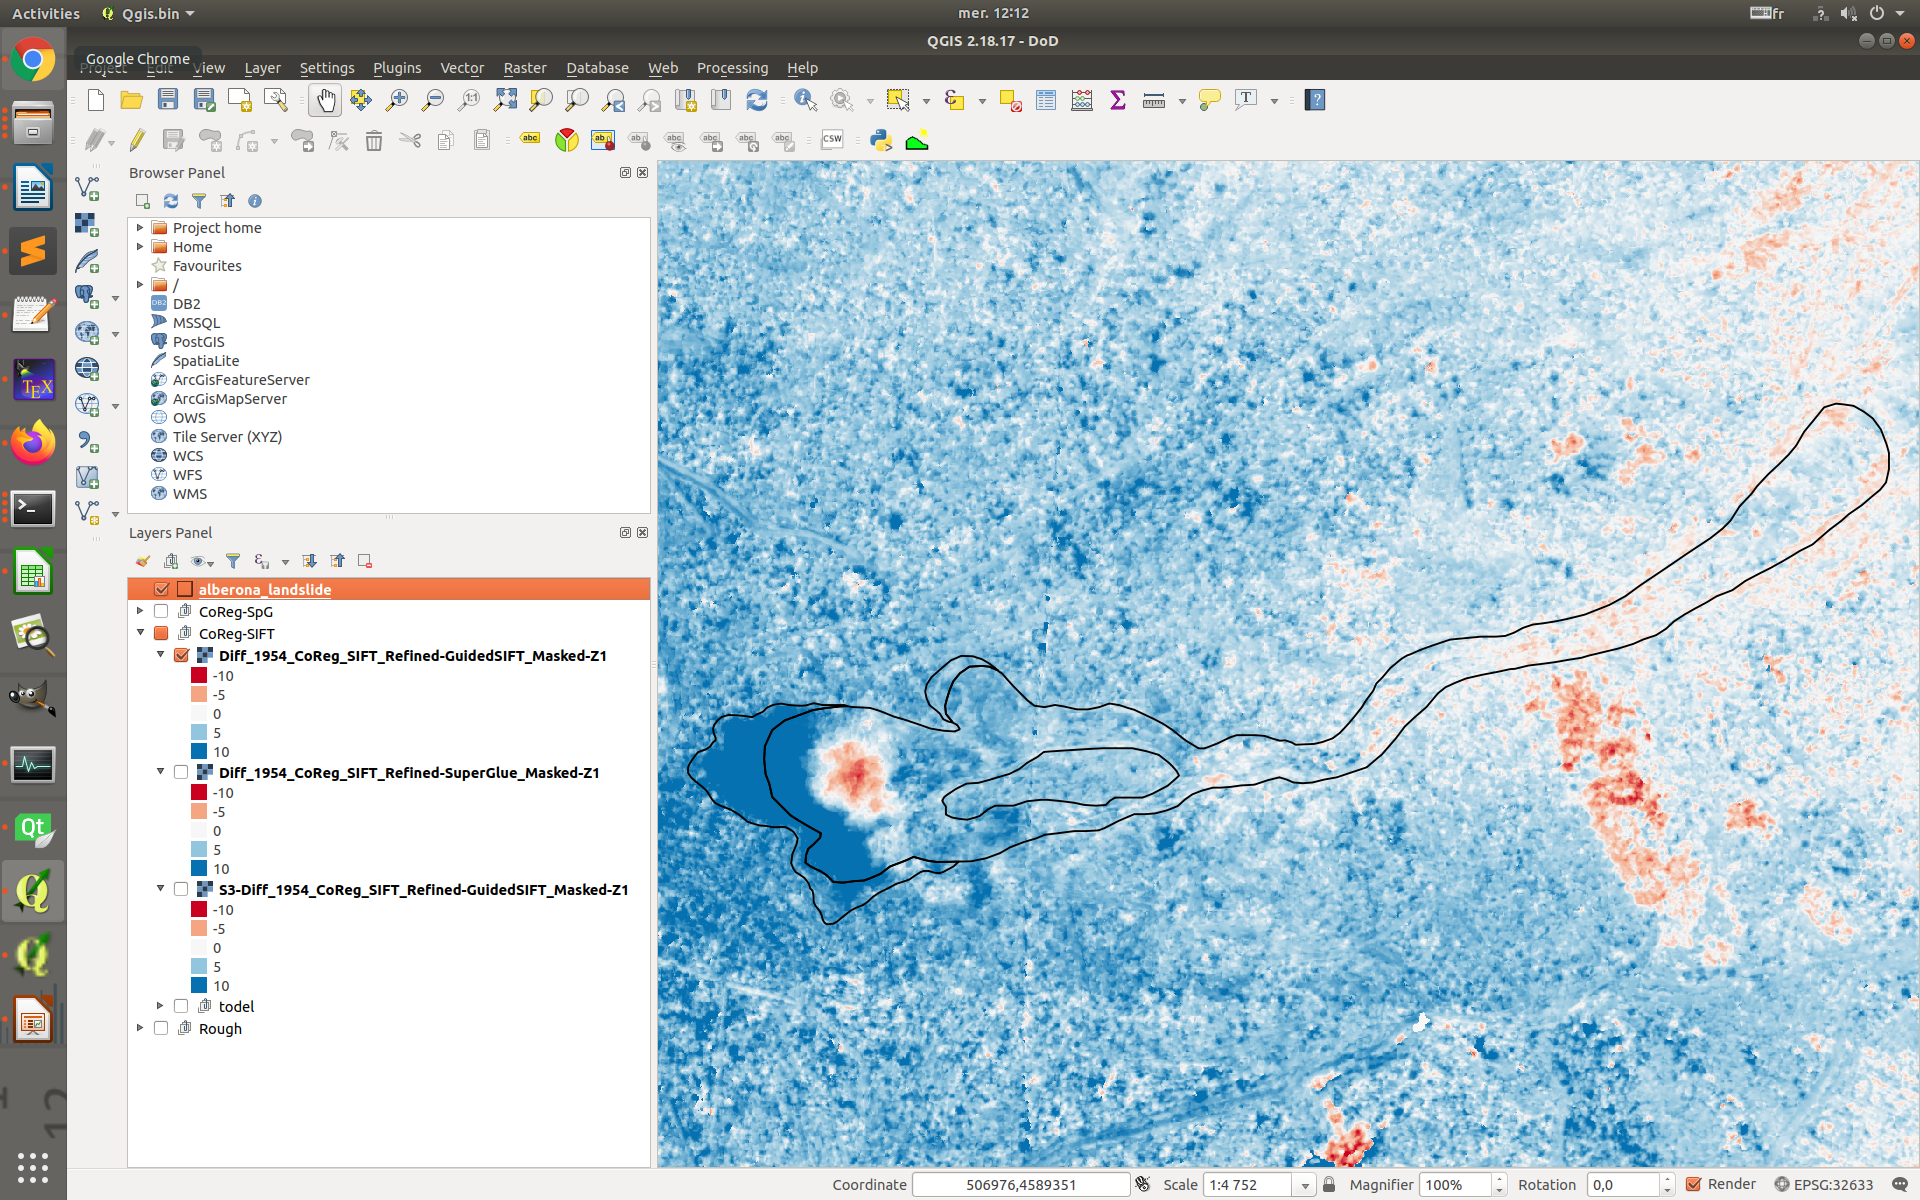 Activities
Qgis.bin
mer. 12:12
fr
QGIS 2.18.17 - DoD
Google Chrome
View Layer Settings Plugins Vector Raster Database Web Processing Help
Browser Panel
Project home
Home
Favourites
/
DB2
MSSQL
PostGIS
SpatiaLite
ArcGisFeatureServer
ArcGisMapServer
OWS
Tile Server (XYZ)
WCS
WFS
WMS
Layers Panel
alberona_landslide
CoReg-SpG
CoReg-SIFT
Diff_1954_CoReg_SIFT_Refined-GuidedSIFT_Masked-Z1
-10
-5
0
5
10
Diff_1954_CoReg_SIFT_Refined-SuperGlue_Masked-Z1
-10
-5
0
5
10
S3-Diff_1954_CoReg_SIFT_Refined-GuidedSIFT_Masked-Z1
-10
-5
0
5
10
todel
Rough
Coordinate 506976,4589351 Scale 1:4 752 Magnifier 100% Rotation 0,0 Render EPSG:32633